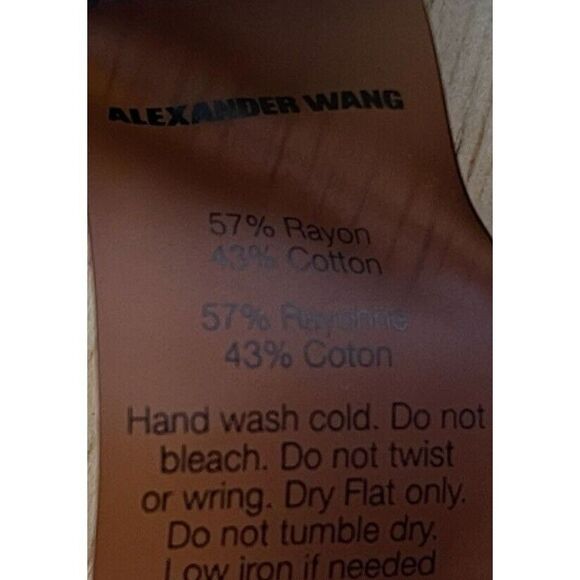 ALEXANDER WANG
57% Rayon
43% Cotton
57% Rayonne
43% Coton
Hand wash cold. Do not
bleach. Do not twist
or wring. Dry Flat only.
Do not tumble dry.
Low iron if needed